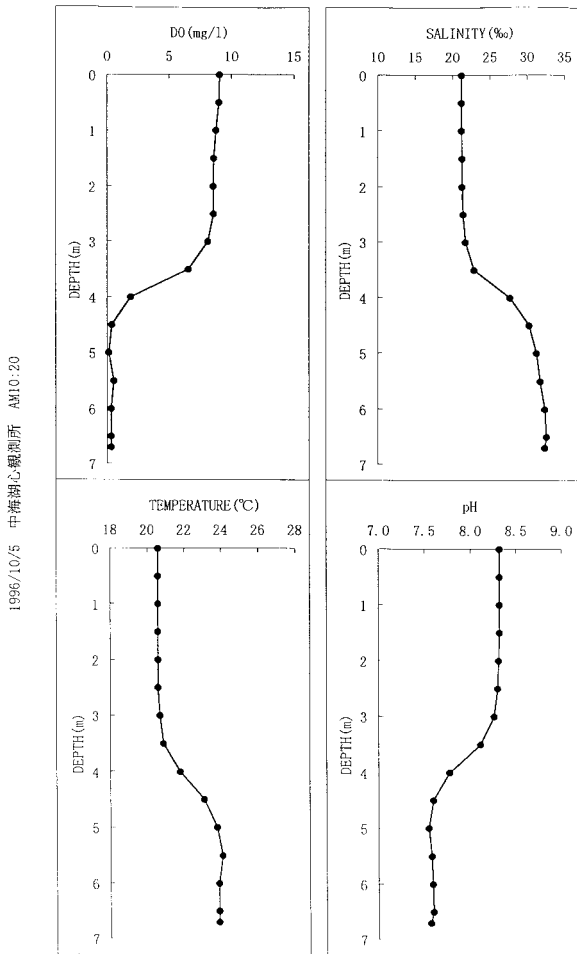 1996/10/5 中海湖心観測所 AM10:20
DO(mg/l)
0 5 10 15
DEPTH(m)
0
1
2
3
4
5
6
7
SALINITY(‰)
10 15 20 25 30 35
DEPTH(m)
0
1
2
3
4
5
6
7
TEMPERATURE(℃)
18 20 22 24 26 28
DEPTH(m)
0
1
2
3
4
5
6
7
pH
7.0 7.5 8.0 8.5 9.0
DEPTH(m)
0
1
2
3
4
5
6
7